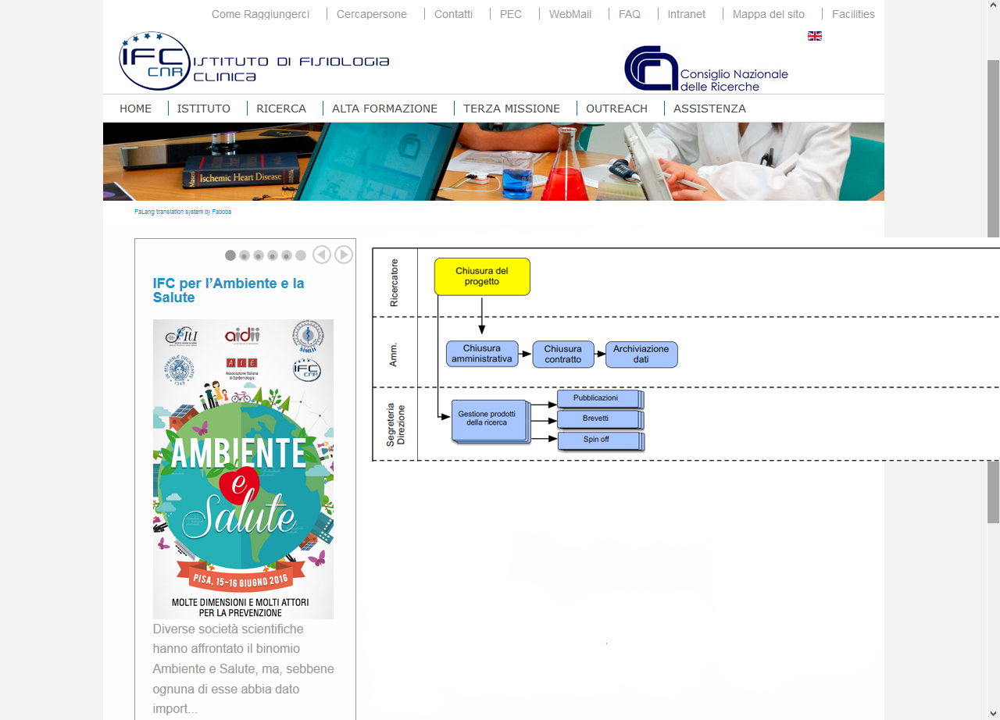 Come Raggiungerci Cercapersone Contatti PEC WebMail FAQ Intranet Mappa del sito Facilities
IFC
CNR
ISTITUTO DI FISIOLOGIA
CLINICA
Consiglio Nazionale
delle Ricerche
HOME ISTITUTO RICERCA ALTA FORMAZIONE TERZA MISSIONE OUTREACH ASSISTENZA
Ischemic Heart Disease
FaLang translation system by Faboba
IFC per l’Ambiente e la
Salute
aidii
SIMLII
AIE
Associazione Italiana
di Epidemiologia
IFC
CNR
AMBIENTE
e
Salute
PISA, 15-16 GIUGNO 2016
MOLTE DIMENSIONI E MOLTI ATTORI
PER LA PREVENZIONE
Diverse società scientifiche
hanno affrontato il binomio
Ambiente e Salute, ma, sebbene
ognuna di esse abbia dato
import...
Ricercatore
Chiusura del
progetto
Amm.
Chiusura
amministrativa
Chiusura
contratto
Archiviazione
dati
Segreteria
Direzione
Gestione prodotti
della ricerca
Pubblicazioni
Brevetti
Spin off